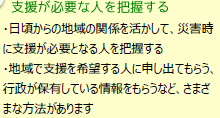 支援が必要な人を把握する
・日頃からの地域の関係を活かして、災害時
に支援が必要となる人を把握する
・地域で支援を希望する人に申し出てもらう、
行政が保有している情報をもらうなど、さまざ
まな方法があります